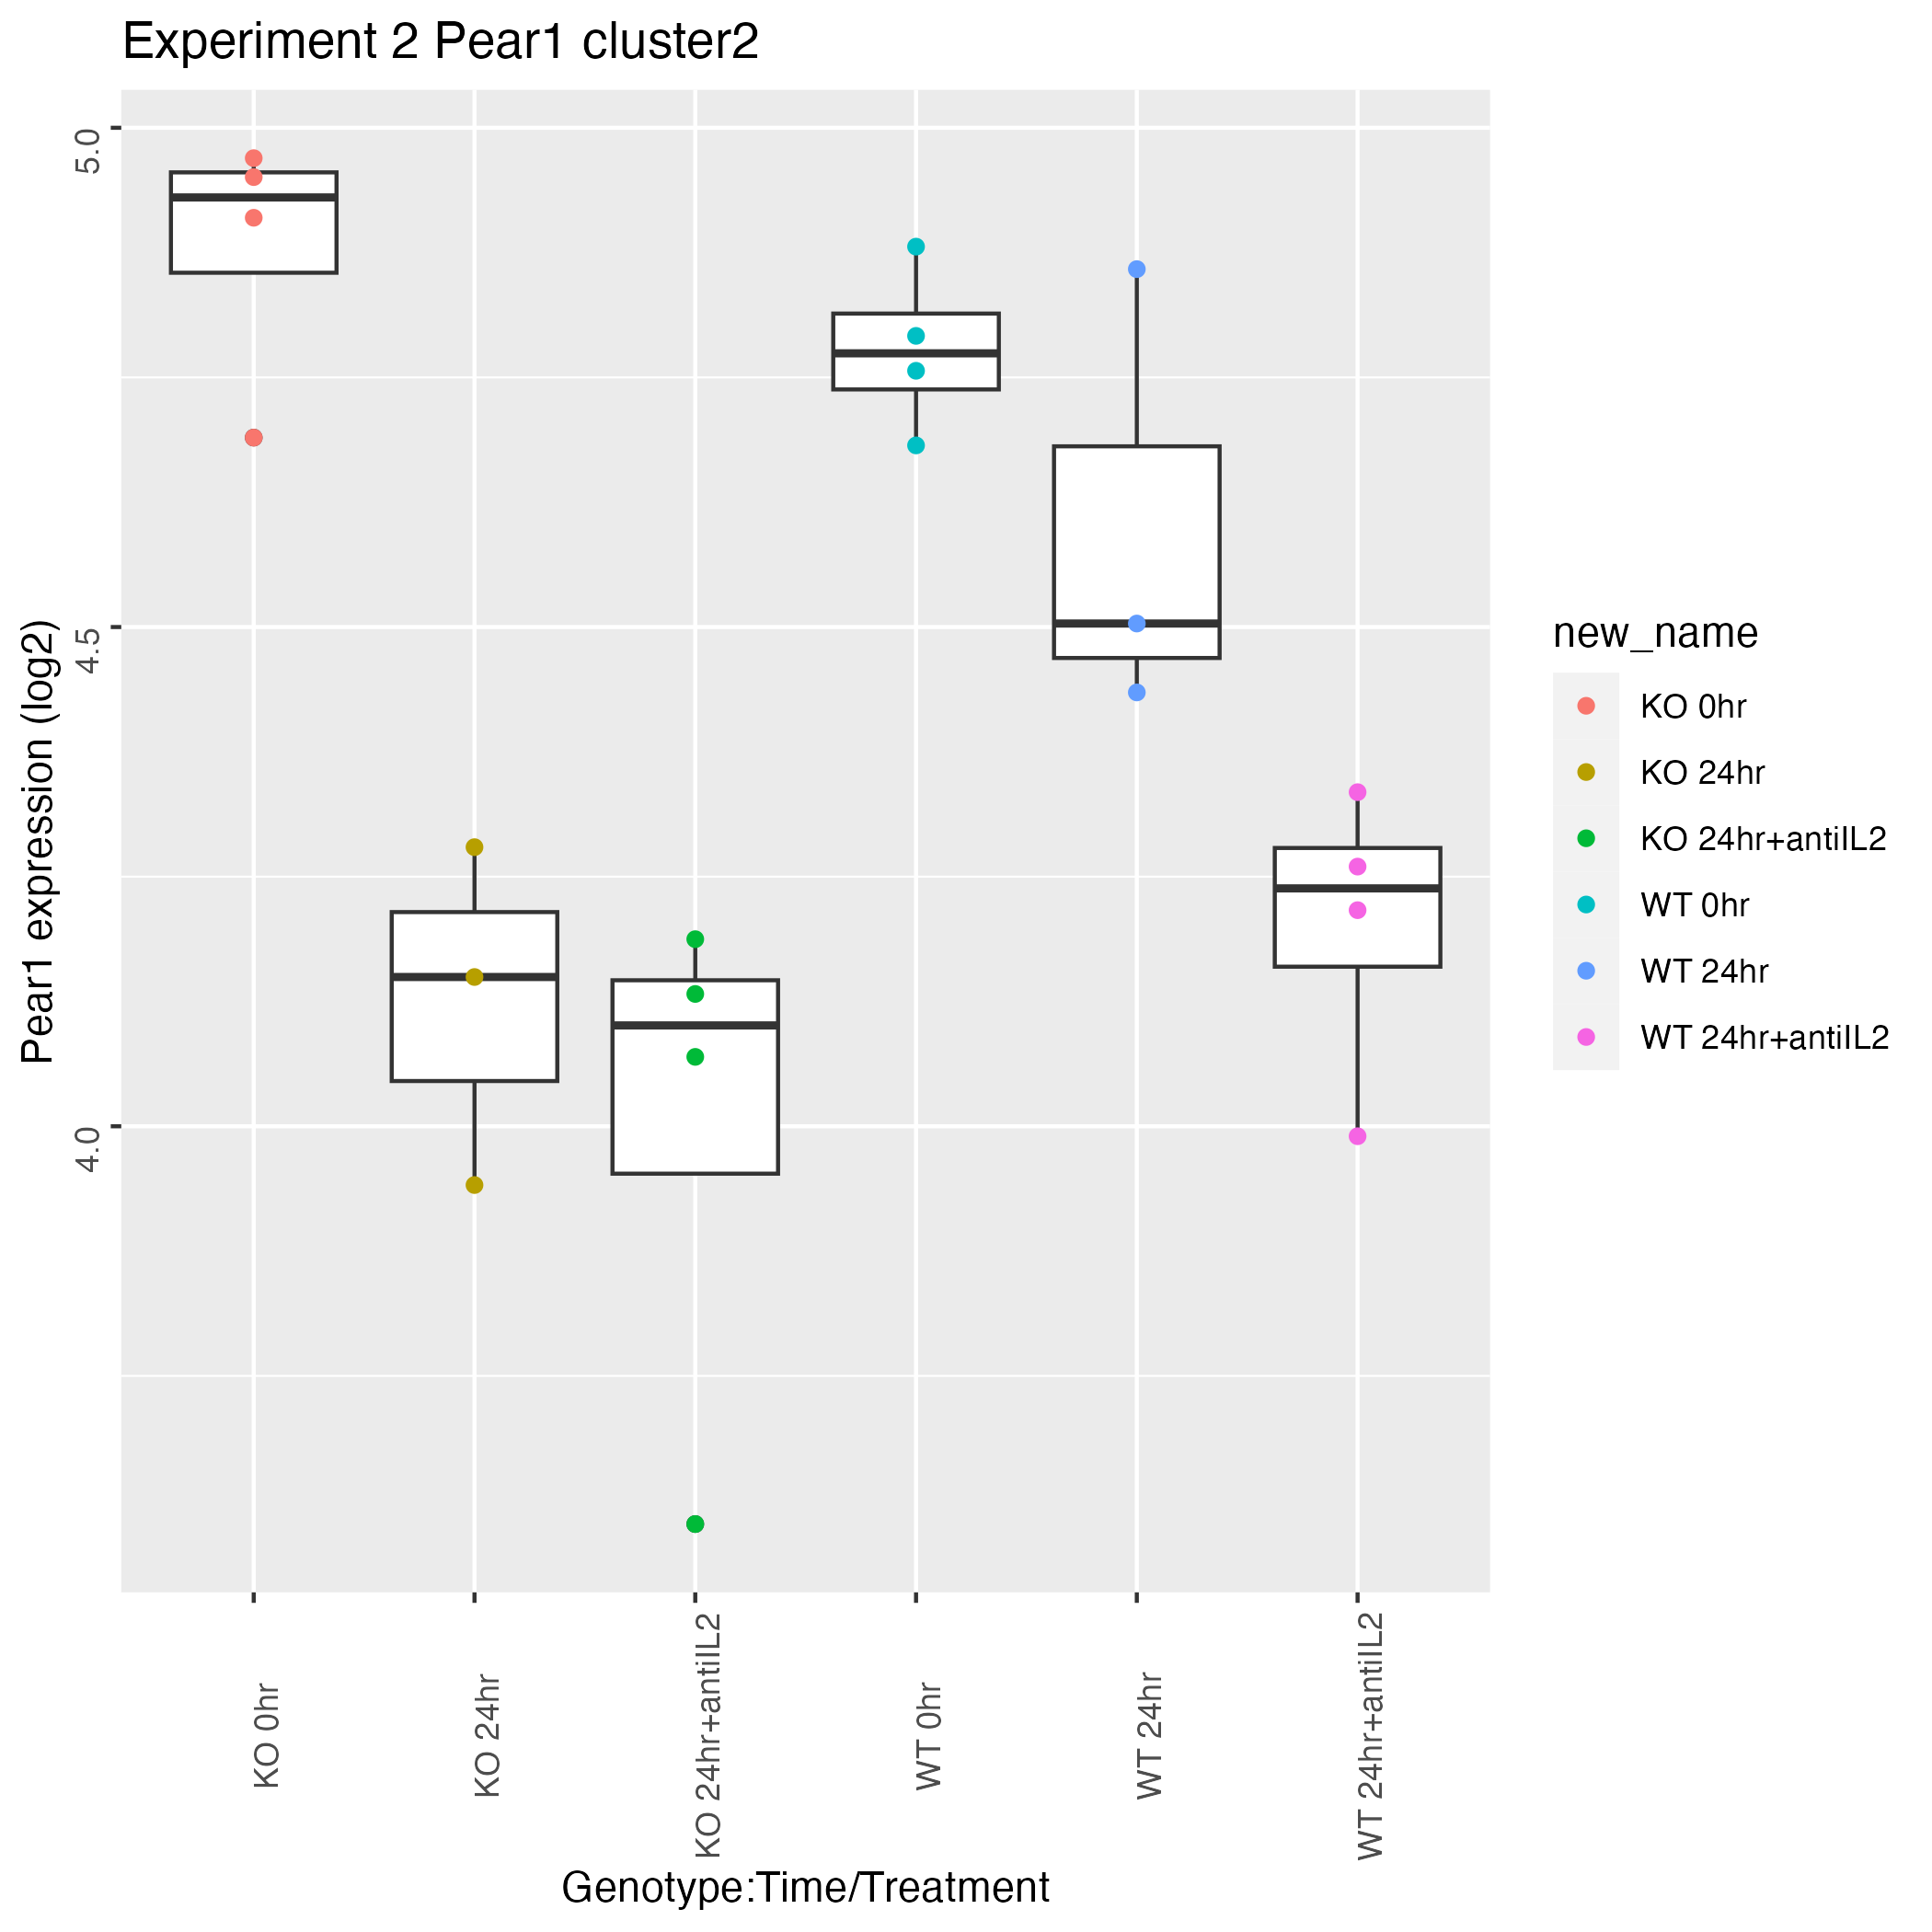 Experiment 2 Pear1 cluster2
Pear1 expression (log2)
5.0
4.5
4.0
KO 0hr
KO 24hr
KO 24hr+antiIL2
WT 0hr
WT 24hr
WT 24hr+antiIL2
Genotype:Time/Treatment
new_name
KO 0hr
KO 24hr
KO 24hr+antiIL2
WT 0hr
WT 24hr
WT 24hr+antiIL2